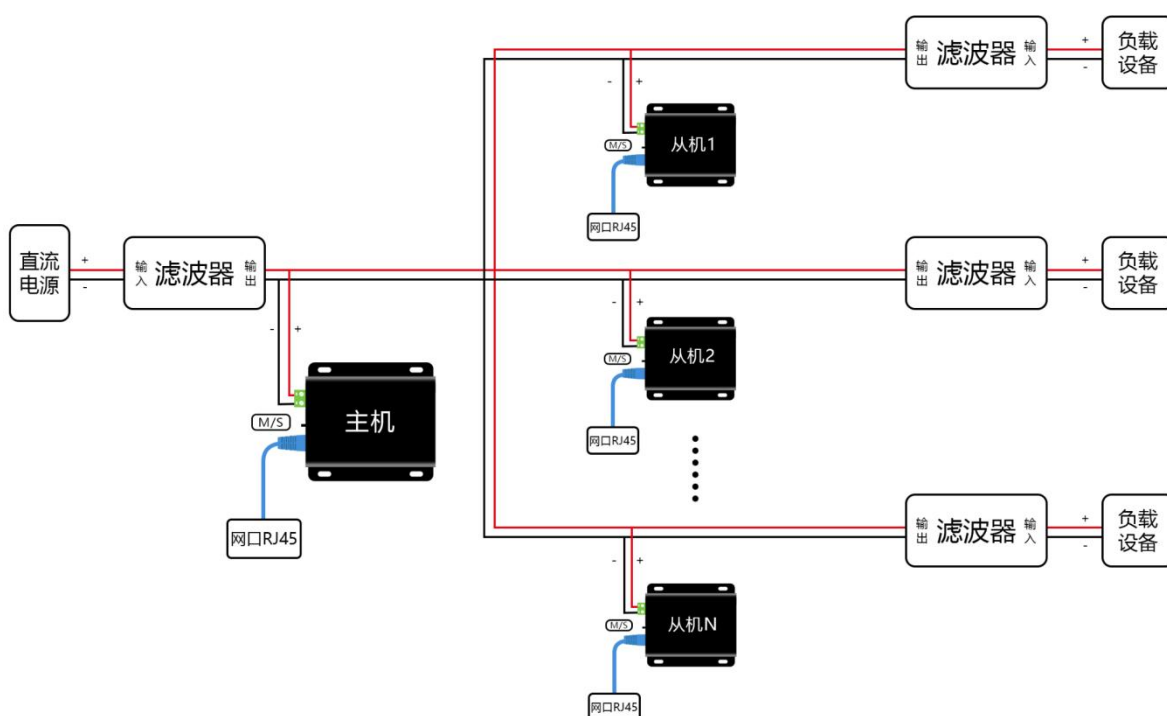 +
输出
滤波器
输入
+
-
负载
设备
-
+
从机1
M/S
网口RJ45
直流
电源
+
-
输入
滤波器
输出
-
+
主机
M/S
网口RJ45
-
+
从机2
M/S
网口RJ45
输出
滤波器
输入
+
-
负载
设备
-
+
从机N
M/S
网口RJ45
输出
滤波器
输入
+
-
负载
设备